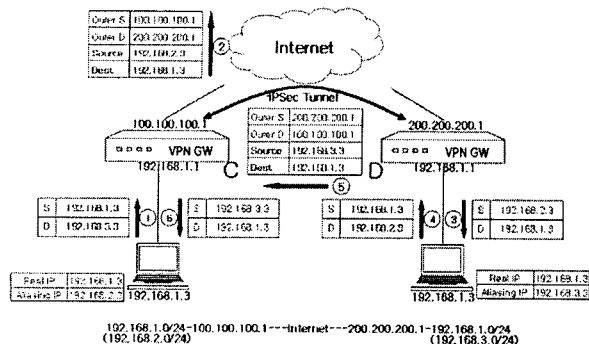 Outer S 100.100.100.1
Outer D 200.200.200.1
Source 192.168.2.3
Dest 192.168.1.3
②
Internet
IPSec Tunnel
100.100.100.1
VPN GW
192.168.1.1
C
Outer S 200.200.200.1
Outer D 100.100.100.1
Source 192.168.3.3
Dest 192.168.1.3
⑤
D
200.200.200.1
VPN GW
192.168.1.1
S 192.168.1.3
D 192.168.3.3
①
⑥
S 192.168.3.3
D 192.168.1.3
S 192.168.1.3
D 192.168.2.3
④
③
S 192.168.2.3
D 192.168.1.3
Real IP 192.168.1.3
Aliasing IP 192.168.2.3
192.168.1.3
192.168.1.3
Real IP 192.168.1.3
Aliasing IP 192.168.3.3
192.168.1.0/24-100.100.100.1---Internet---200.200.200.1-192.168.1.0/24
(192.168.2.0/24) (192.168.3.0/24)